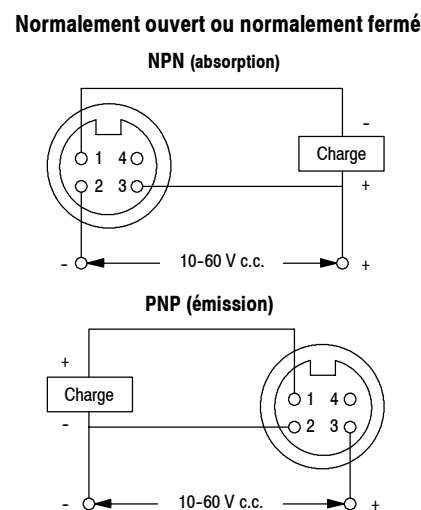 Normalement ouvert ou normalement fermé
NPN (absorption)
-
Charge
+
1 4
2 3
- 10-60 V c.c. +
PNP (émission)
+
Charge
-
1 4
2 3
- 10-60 V c.c. +